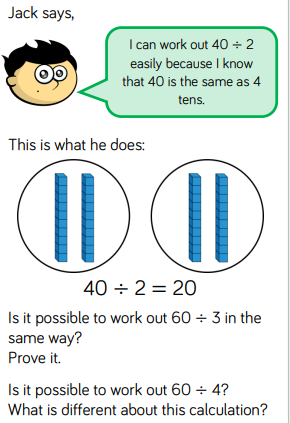 Jack says,
I can work out 40 ÷ 2
easily because I know
that 40 is the same as 4
tens.
This is what he does:
40 ÷ 2 = 20
Is it possible to work out 60 ÷ 3 in the
same way?
Prove it.
Is it possible to work out 60 ÷ 4?
What is different about this calculation?